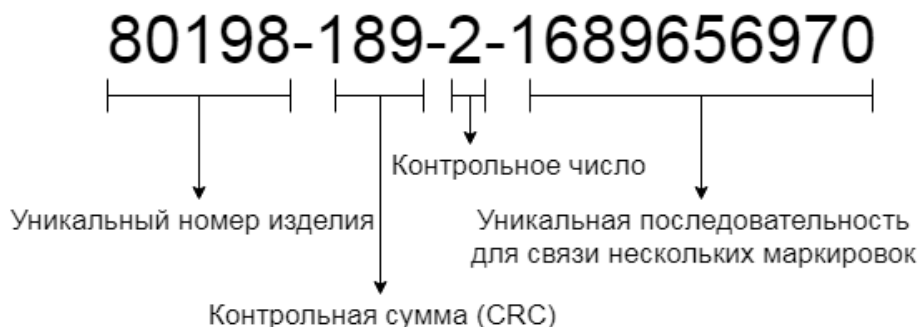 80198-189-2-1689656970
Контрольное число
Уникальный номер изделия
Уникальная последовательность
для связи нескольких маркировок
Контрольная сумма (CRC)